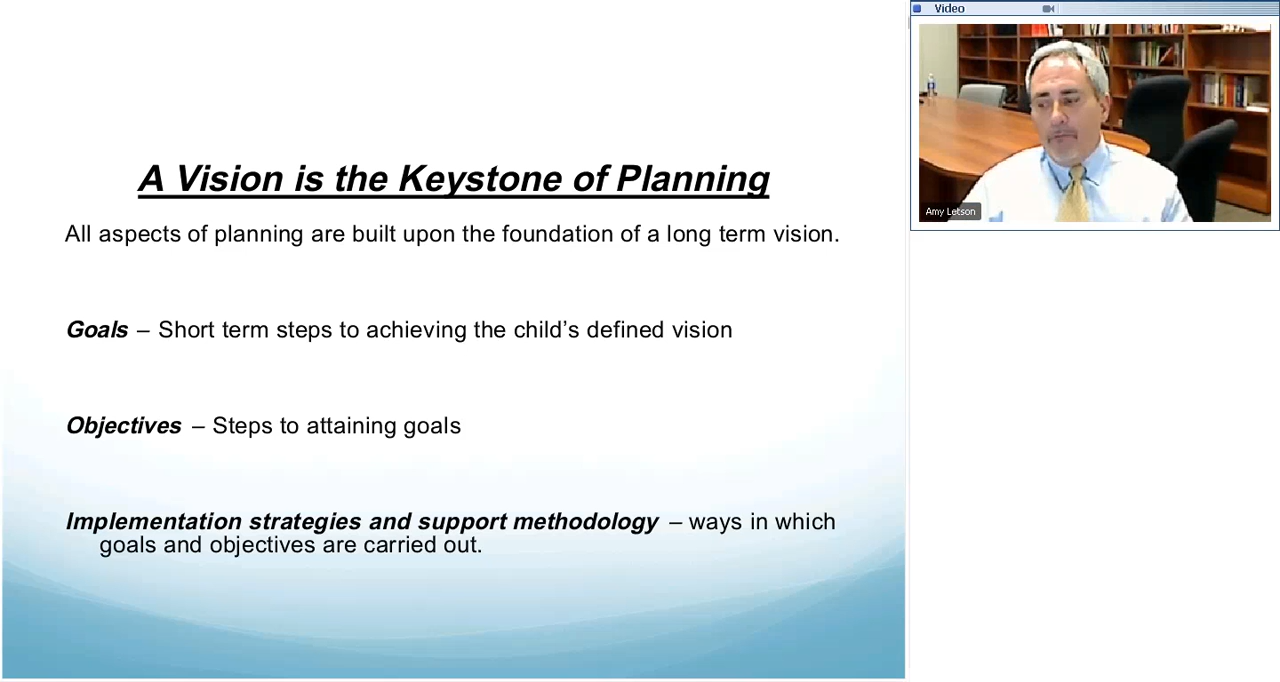 A Vision is the Keystone of Planning
All aspects of planning are built upon the foundation of a long term vision.
Goals – Short term steps to achieving the child’s defined vision
Objectives – Steps to attaining goals
Implementation strategies and support methodology – ways in which
goals and objectives are carried out.
Video
Amy Letson